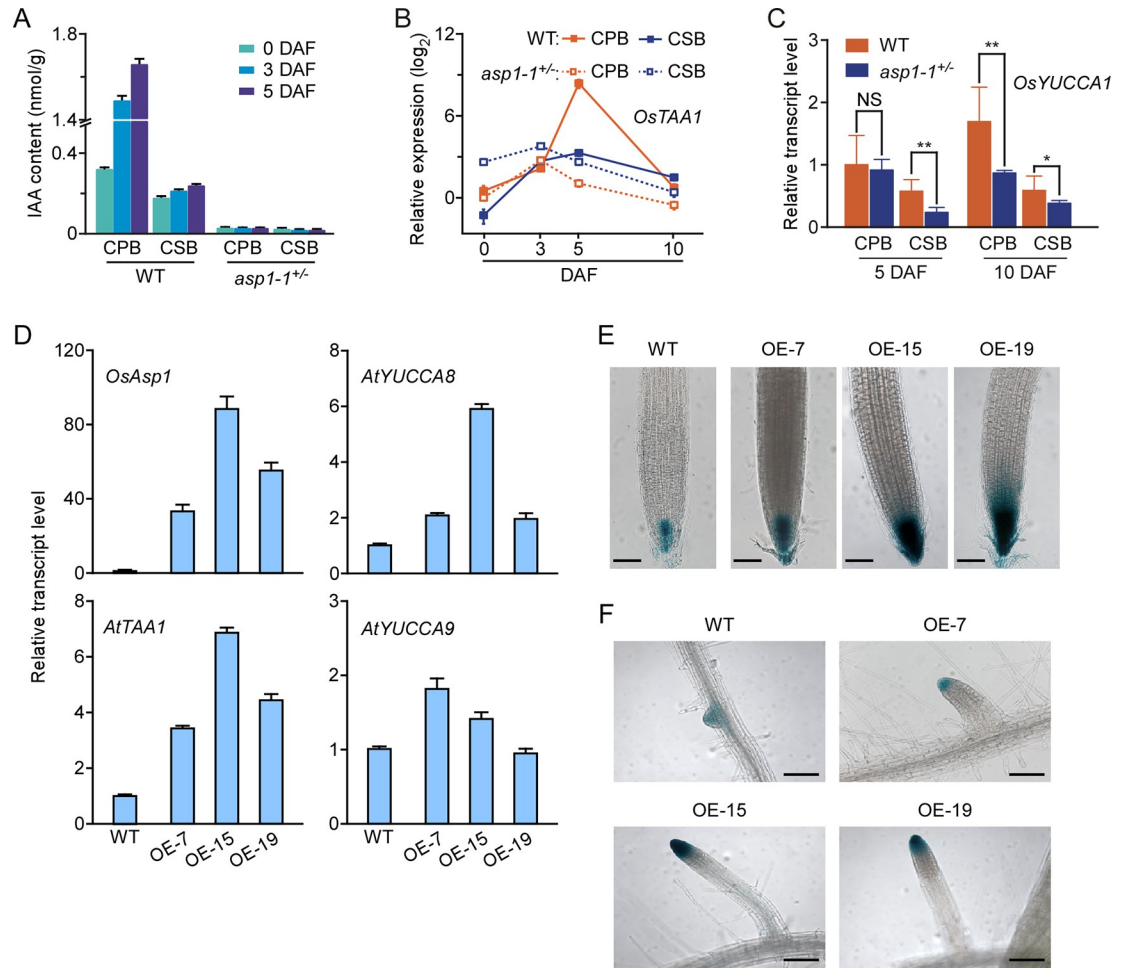 A
IAA content (nmol/g)
1.8
1.4
0.4
0
0 DAF
3 DAF
5 DAF
CPB CSB CPB CSB
WT asp1-1+/-
B
Relative expression (log2)
12
6
0
WT: CPB CSB
asp1-1+/-: CPB CSB
OsTAA1
0 3 5 10
DAF
C
Relative transcript level
3
2
1
0
WT
asp1-1+/-
OsYUCCA1
NS ** ** *
CPB CSB CPB CSB
5 DAF 10 DAF
D
Relative transcript level
120
80
40
0
OsAsp1
8
6
4
2
0
AtYUCCA8
8
6
4
2
0
AtTAA1
WT OE-7 OE-15 OE-19
3
2
1
0
AtYUCCA9
WT OE-7 OE-15 OE-19
E
WT OE-7 OE-15 OE-19
F
WT OE-7
OE-15 OE-19